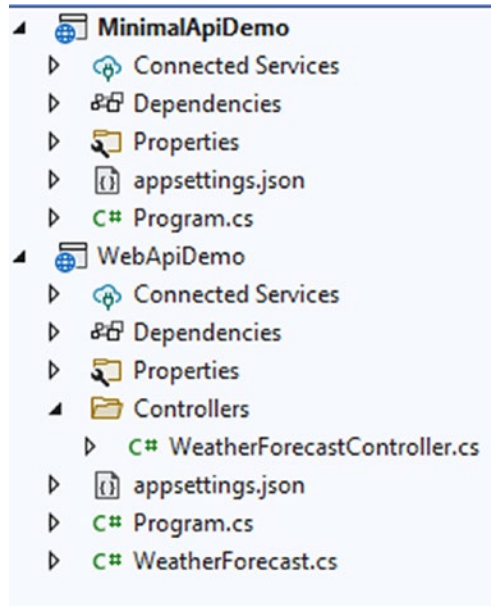 MinimalApiDemo
Connected Services
Dependencies
Properties
appsettings.json
C# Program.cs
WebApiDemo
Connected Services
Dependencies
Properties
Controllers
C# WeatherForecastController.cs
appsettings.json
C# Program.cs
C# WeatherForecast.cs